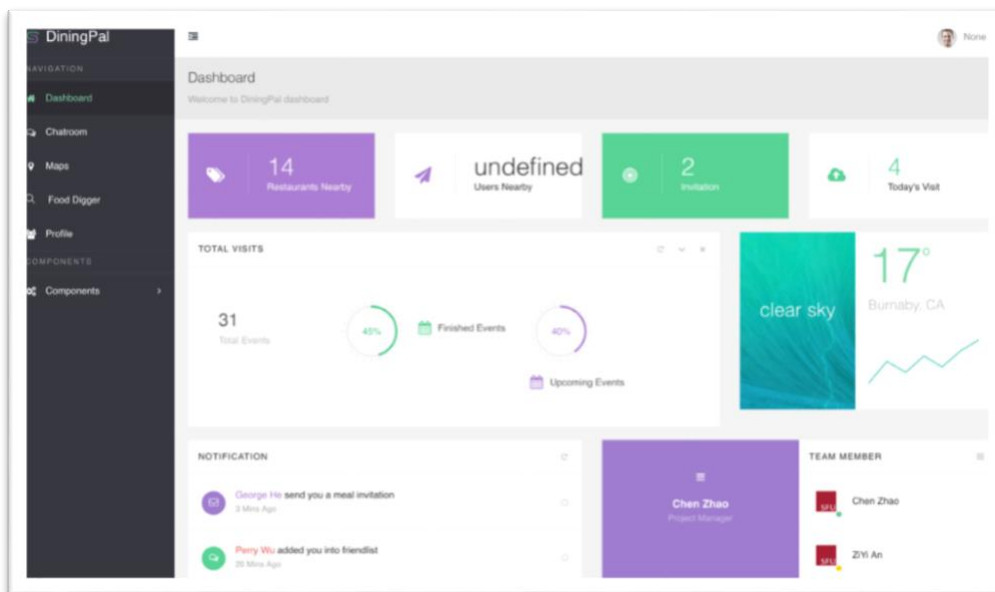 DiningPal
None
NAVIGATION
Dashboard
Chatroom
Maps
Food Digger
Profile
COMPONENTS
Components
Dashboard
Welcome to DiningPal dashboard
14
Restaurants Nearby
undefined
Users Nearby
2
Invitation
4
Today's Visit
TOTAL VISITS
31
Total Events
45%
Finished Events
40%
Upcoming Events
clear sky
17°
Burnaby, CA
NOTIFICATION
George He send you a meal invitation
3 Mins Ago
Perry Wu added you into friendlist
26 Mins Ago
Chen Zhao
Project Manager
TEAM MEMBER
SFU
Chen Zhao
SFU
ZiYi An